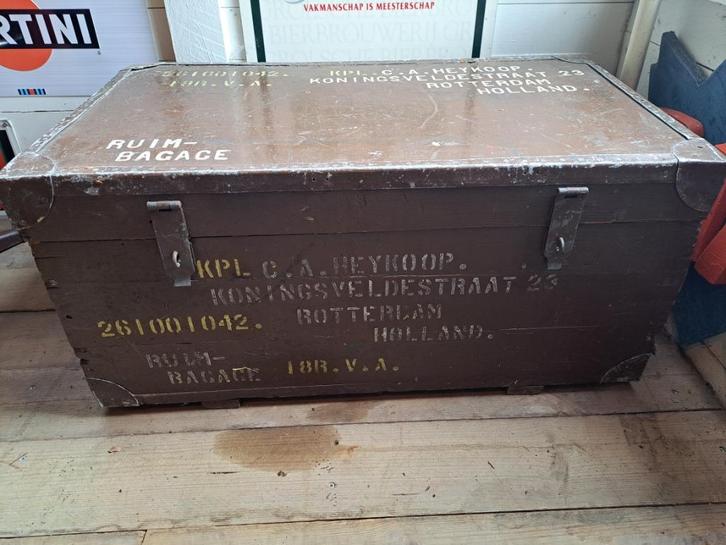 RTINI
VAKMANSCHAP IS MEESTERSCHAP
BIERBROUWERIJ
261001042. KPL C.A. HEYKOOP.
18R.V.A. KONINGSVELDESTRAAT 23
ROTTERDAM
HOLLAND.
RUIM-
BAGAGE
KPL C.A. HEYKOOP.
KONINGSVELDESTRAAT 23
261001042. ROTTERDAM
HOLLAND.
RUIM-
BAGAGE 18R.V.A.